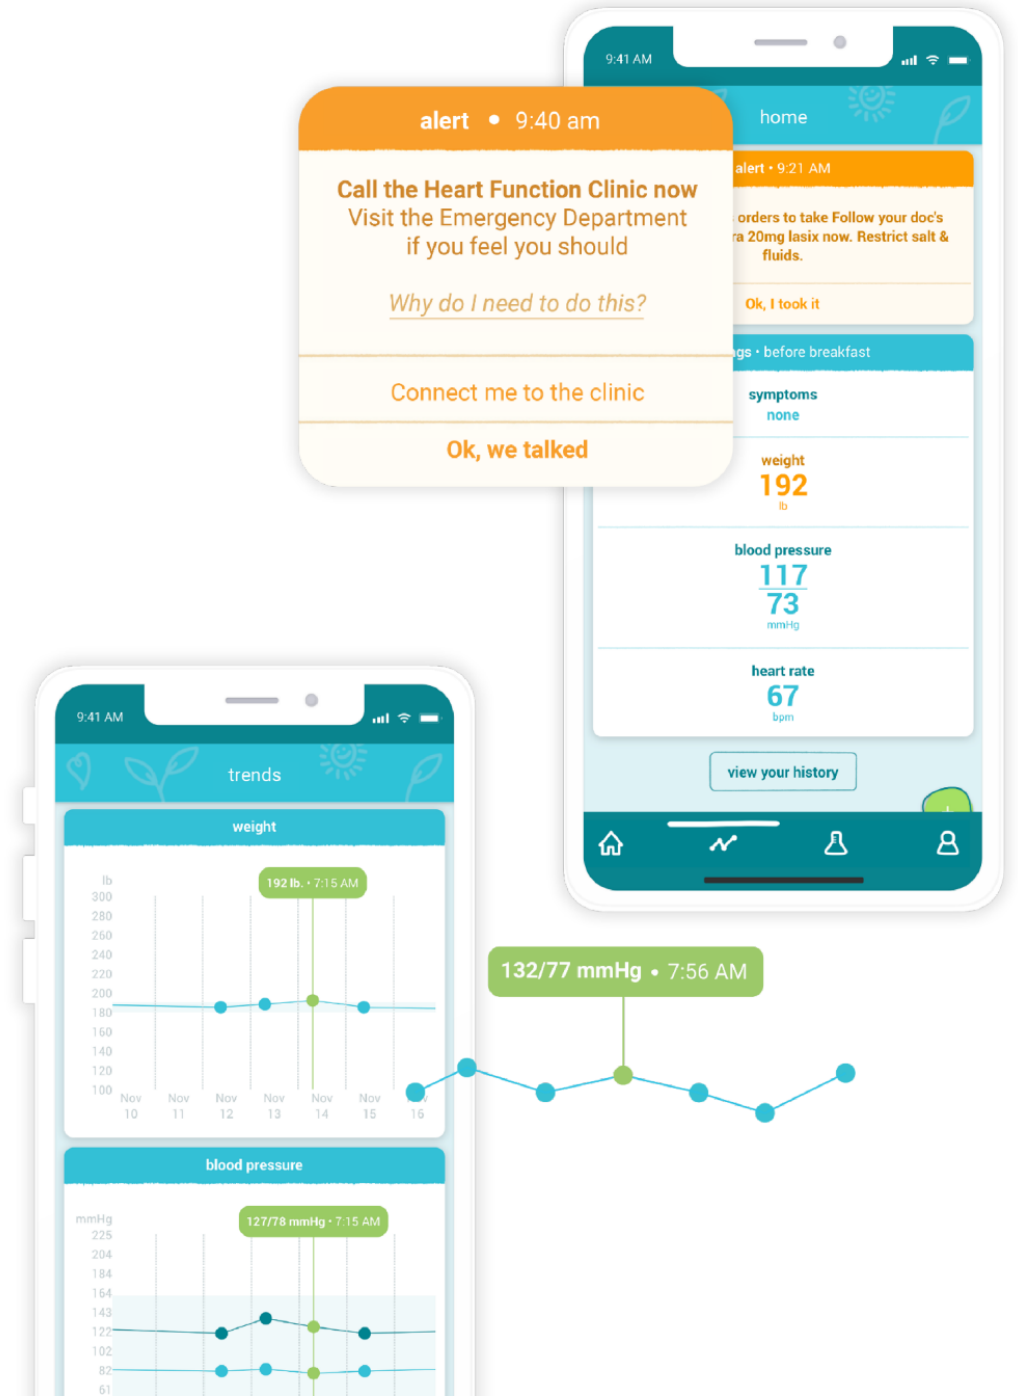 9:41 AM
home
alert • 9:40 am
Call the Heart Function Clinic now
Visit the Emergency Department
if you feel you should
Why do I need to do this?
Connect me to the clinic
Ok, we talked
alert • 9:21 AM
orders to take Follow your doc's
20mg lasix now. Restrict salt &
fluids.
Ok, I took it
• before breakfast
symptoms
none
weight
192
lb
blood pressure
117
73
mmHg
heart rate
67
bpm
view your history
9:41 AM
trends
weight
192 lb. • 7:15 AM
lb
300
280
260
240
220
200
180
160
140
120
100
Nov Nov Nov Nov Nov Nov
10 11 12 13 14 15 16
132/77 mmHg • 7:56 AM
blood pressure
127/78 mmHg • 7:15 AM
mmHg
225
204
184
164
143
122
102
82
61